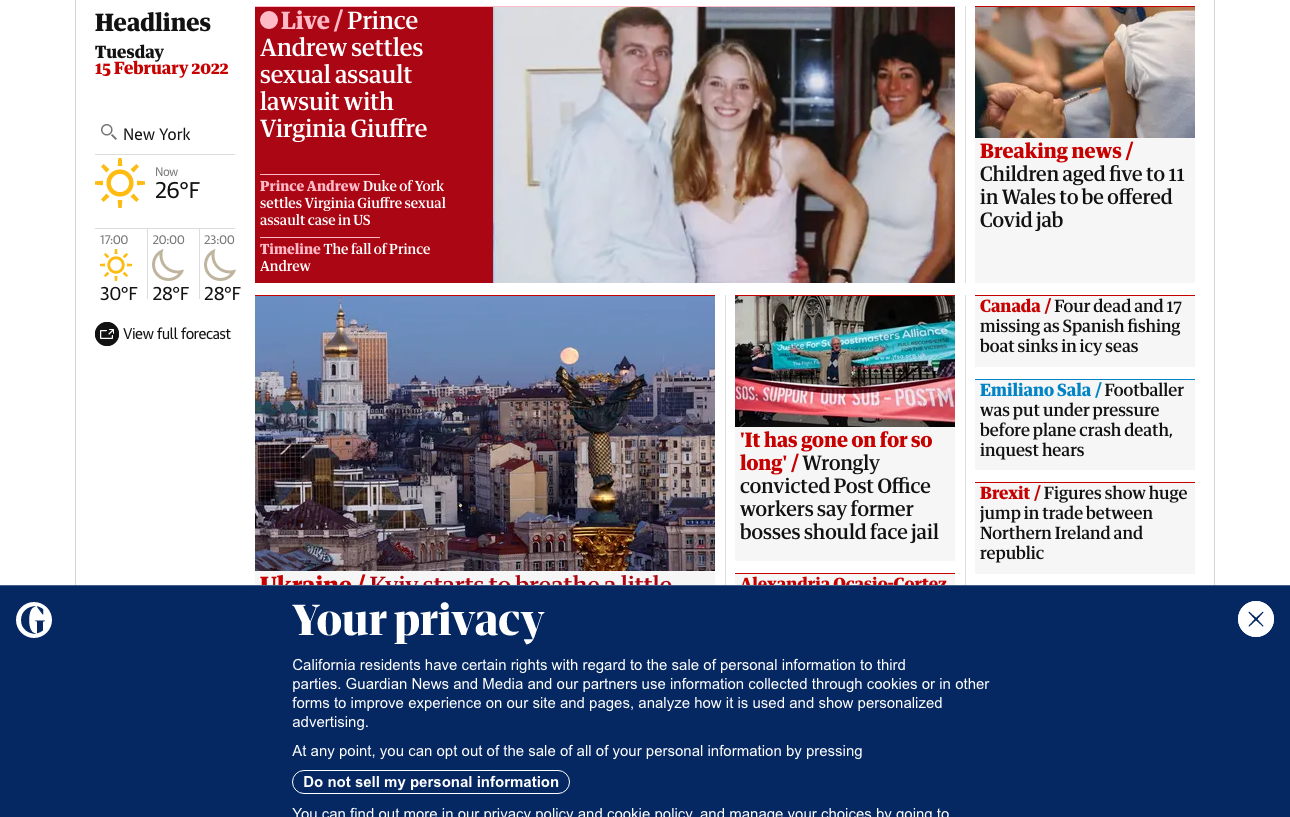 Headlines
Tuesday
15 February 2022
New York
Now
26°F
17:00
20:00
23:00
30°F
28°F
28°F
View full forecast
Live / Prince
Andrew settles
sexual assault
lawsuit with
Virginia Giuffre
Prince Andrew Duke of York
settles Virginia Giuffre sexual
assault case in US
Timeline The fall of Prince
Andrew
Breaking news /
Children aged five to 11
in Wales to be offered
Covid jab
Ukraine / Kyiv starts to breathe a little
Justice For Subpostmasters Alliance
SOS: SUPPORT OUR SUB - POSTM
'It has gone on for so
long' / Wrongly
convicted Post Office
workers say former
bosses should face jail
Alexandria Ocasio-Cortez
Canada / Four dead and 17
missing as Spanish fishing
boat sinks in icy seas
Emiliano Sala / Footballer
was put under pressure
before plane crash death,
inquest hears
Brexit / Figures show huge
jump in trade between
Northern Ireland and
republic
G
Your privacy
California residents have certain rights with regard to the sale of personal information to third
parties. Guardian News and Media and our partners use information collected through cookies or in other
forms to improve experience on our site and pages, analyze how it is used and show personalized
advertising.
At any point, you can opt out of the sale of all of your personal information by pressing
Do not sell my personal information
You can find out more in our privacy policy and cookie policy, and manage your choices by going to